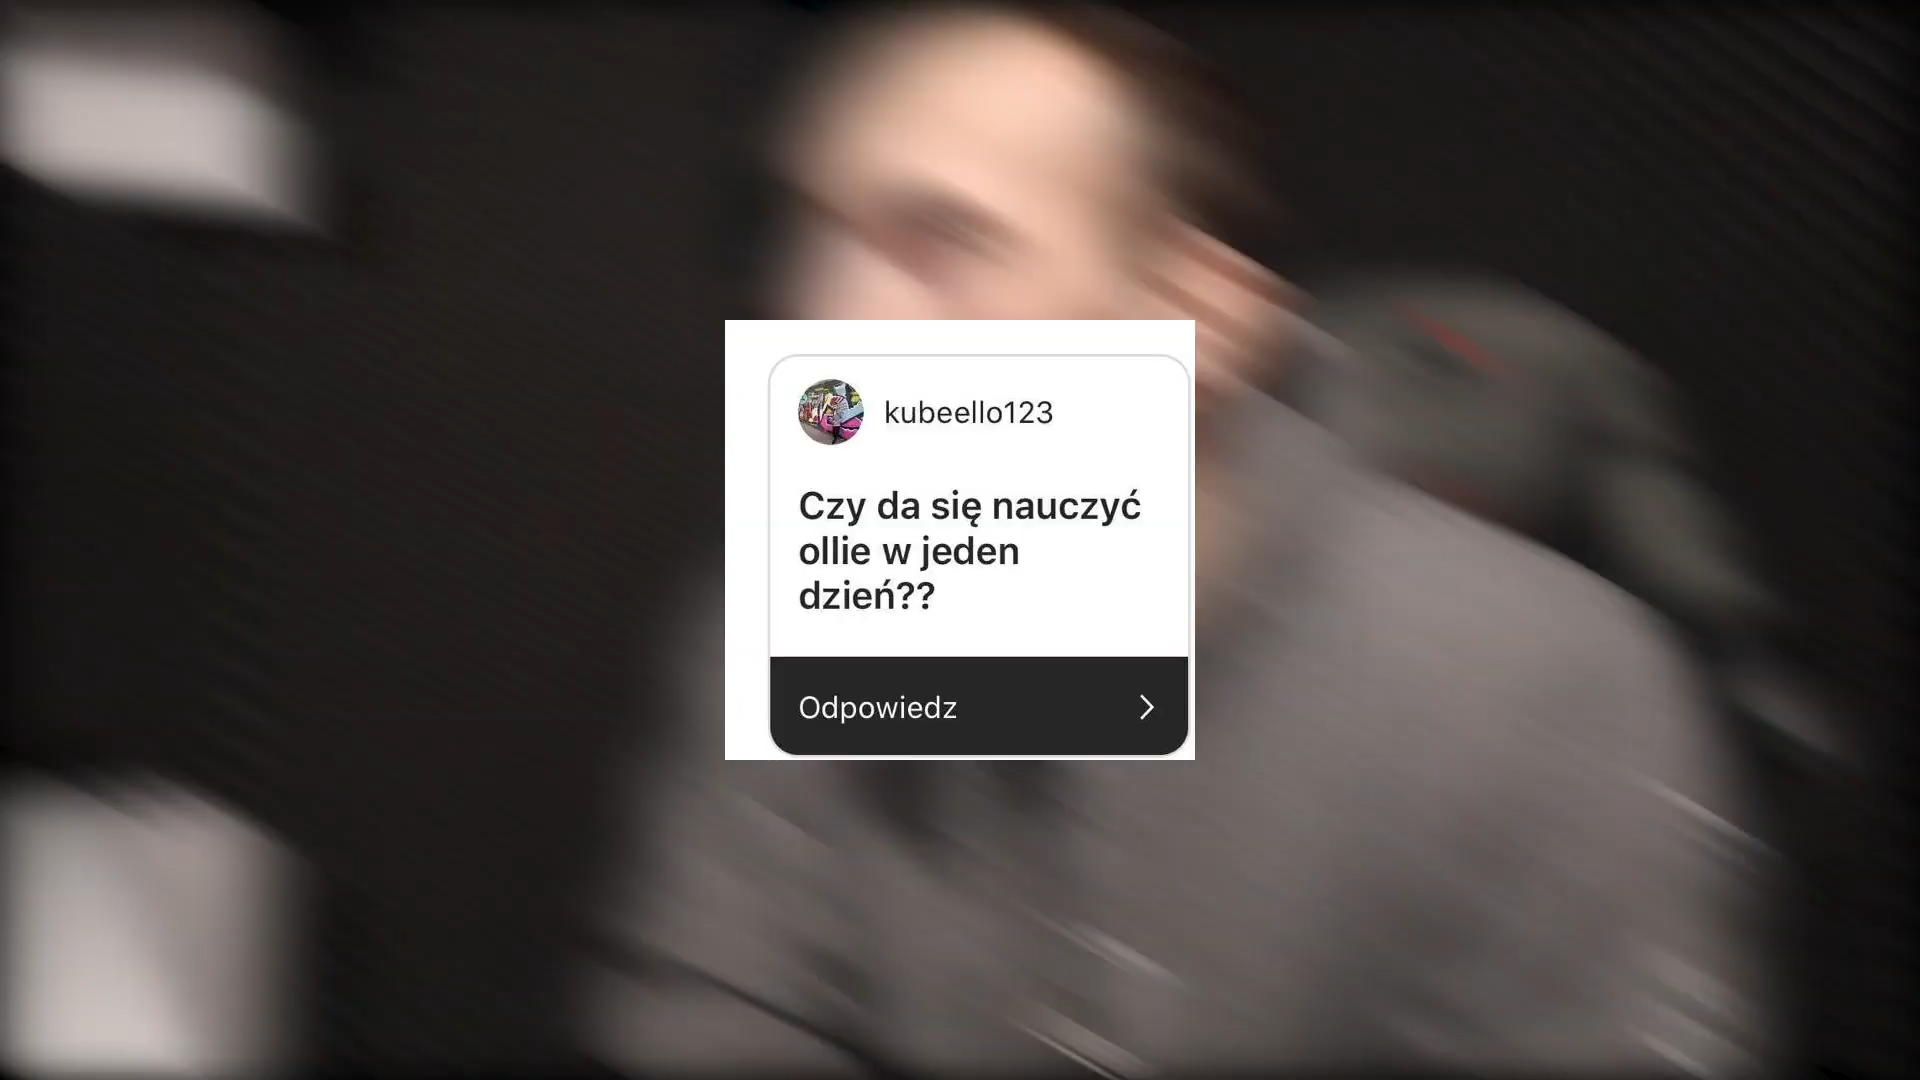 kubeello123
Czy da się nauczyć
ollie w jeden
dzień??
Odpowiedz